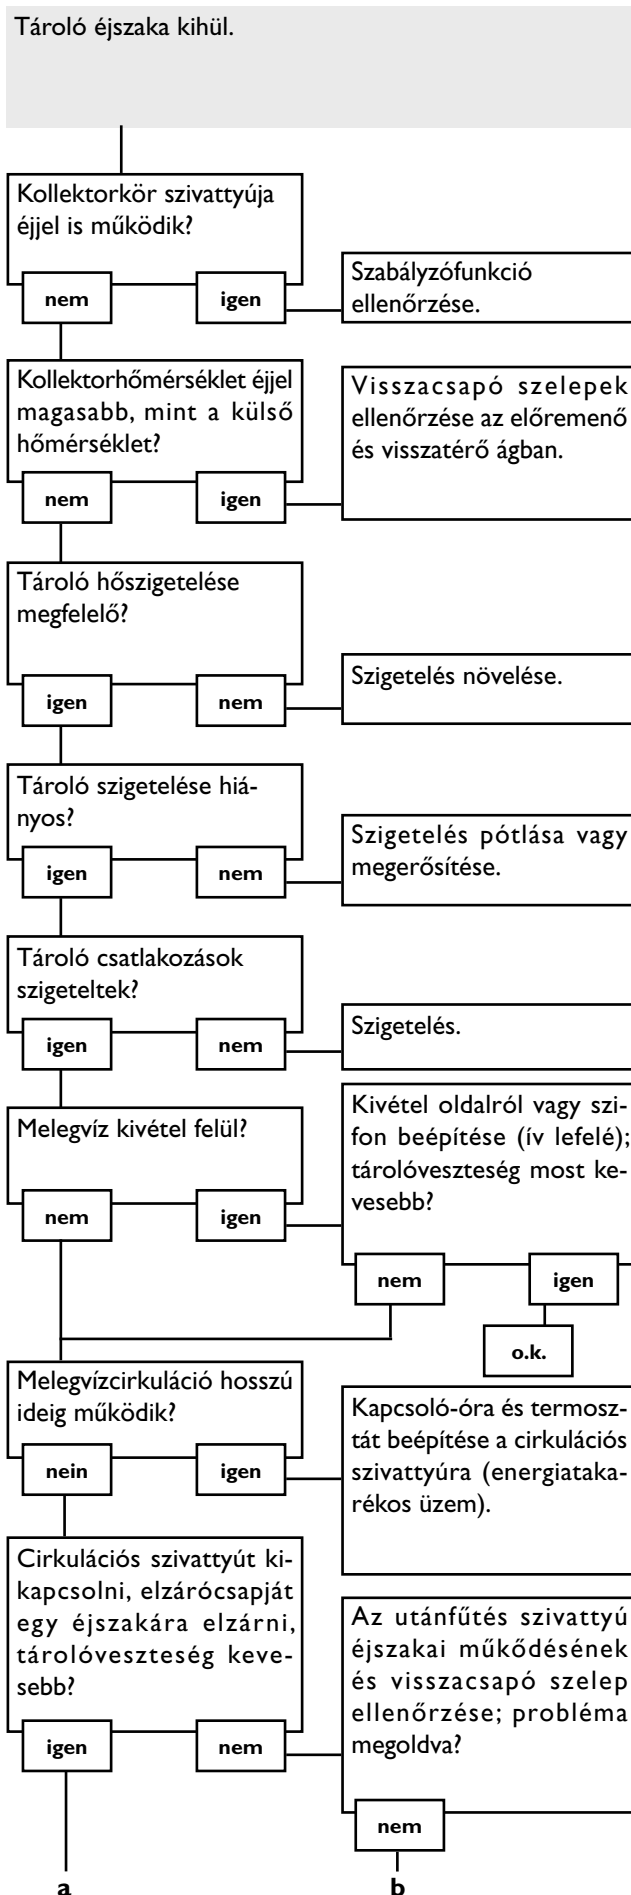 Tároló éjszaka kihül.
Kollektorkör szivattyúja
éjjel is működik?
nem
igen
Szabályzófunkció
ellenőrzése.
Kollektorhőmérséklet éjjel
magasabb, mint a külső
hőmérséklet?
nem
igen
Visszacsapó szelepek
ellenőrzése az előremenő
és visszatérő ágban.
Tároló hőszigetelése
megfelelő?
igen
nem
Szigetelés növelése.
Tároló szigetelése hiá-
nyos?
igen
nem
Szigetelés pótlása vagy
megerősítése.
Tároló csatlakozások
szigeteltek?
igen
nem
Szigetelés.
Melegvíz kivétel felül?
nem
igen
Kivétel oldalról vagy szi-
fon beépítése (ív lefelé);
tárolóveszteség most ke-
vesebb?
nem
igen
o.k.
Melegvízcirkuláció hosszú
ideig működik?
nein
igen
Kapcsoló-óra és termosz-
tát beépítése a cirkulációs
szivattyúra (energiataka-
rékos üzem).
Cirkulációs szivattyút ki-
kapcsolni, elzárócsapját
egy éjszakára elzárni,
tárolóveszteség keve-
sebb?
igen
nem
Az utánfűtés szivattyú
éjszakai működésének
és visszacsapó szelep
ellenőrzése; probléma
megoldva?
nem
a
b